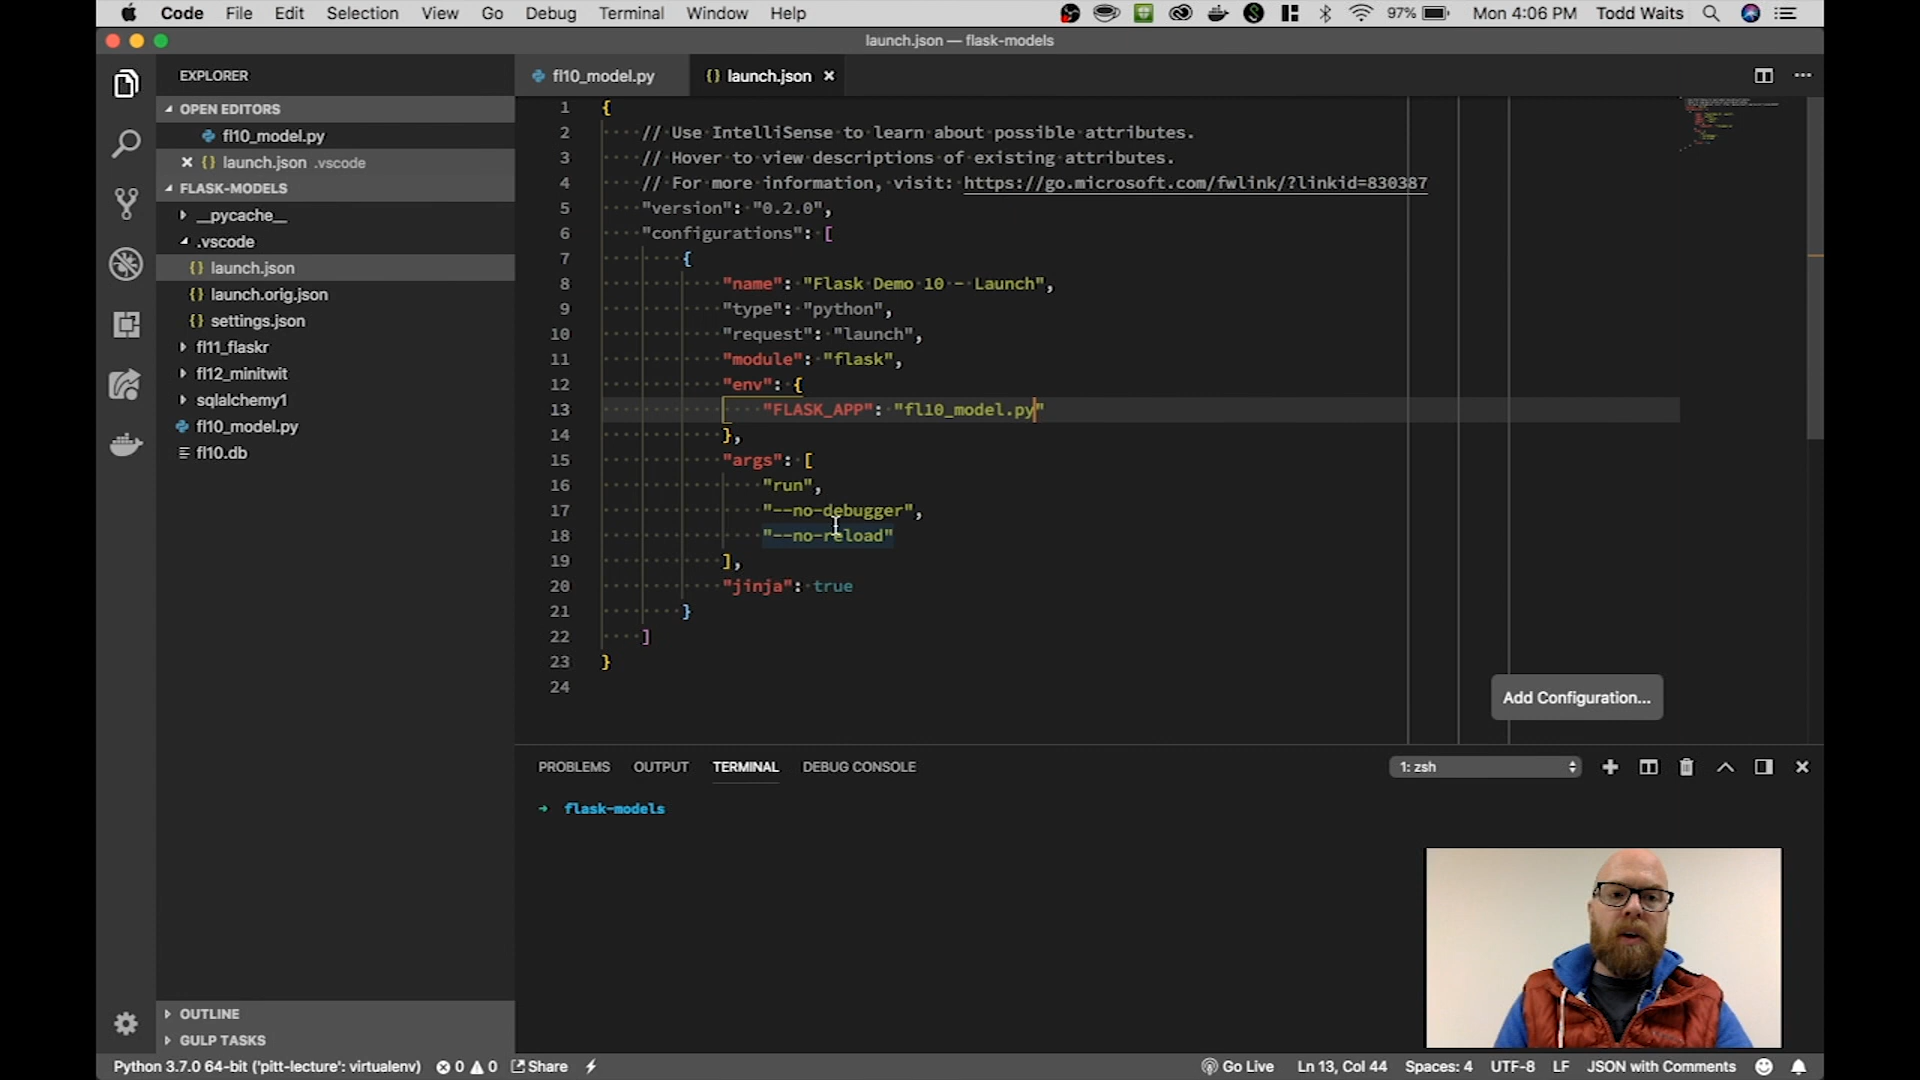 Code File Edit Selection View Go Debug Terminal Window Help 97% Mon 4:06 PM Todd Waits
launch.json — flask-models
EXPLORER
OPEN EDITORS
fl10_model.py
launch.json .vscode
FLASK-MODELS
__pycache__
.vscode
launch.json
launch.orig.json
settings.json
fl11_flaskr
fl12_minitwit
sqlalchemy1
fl10_model.py
fl10.db
OUTLINE
GULP TASKS
fl10_model.py {} launch.json
1 {
2 // Use IntelliSense to learn about possible attributes.
3 // Hover to view descriptions of existing attributes.
4 // For more information, visit: https://go.microsoft.com/fwlink/?linkid=830387
5 "version": "0.2.0",
6 "configurations": [
7 {
8 "name": "Flask Demo 10 - Launch",
9 "type": "python",
10 "request": "launch",
11 "module": "flask",
12 "env": {
13 "FLASK_APP": "fl10_model.py"
14 },
15 "args": [
16 "run",
17 "--no-debugger",
18 "--no-reload"
19 ],
20 "jinja": true
21 }
22 ]
23 }
24
Add Configuration...
PROBLEMS OUTPUT TERMINAL DEBUG CONSOLE 1: zsh
→ flask-models
Python 3.7.0 64-bit ('pitt-lecture': virtualenv) 0 0 Share Go Live Ln 13, Col 44 Spaces: 4 UTF-8 LF JSON with Comments